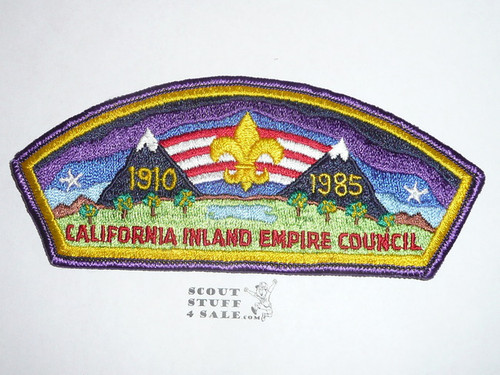 1910 1985
CALIFORNIA INLAND EMPIRE COUNCIL
SCOUT
STUFF
4 SALE.COM